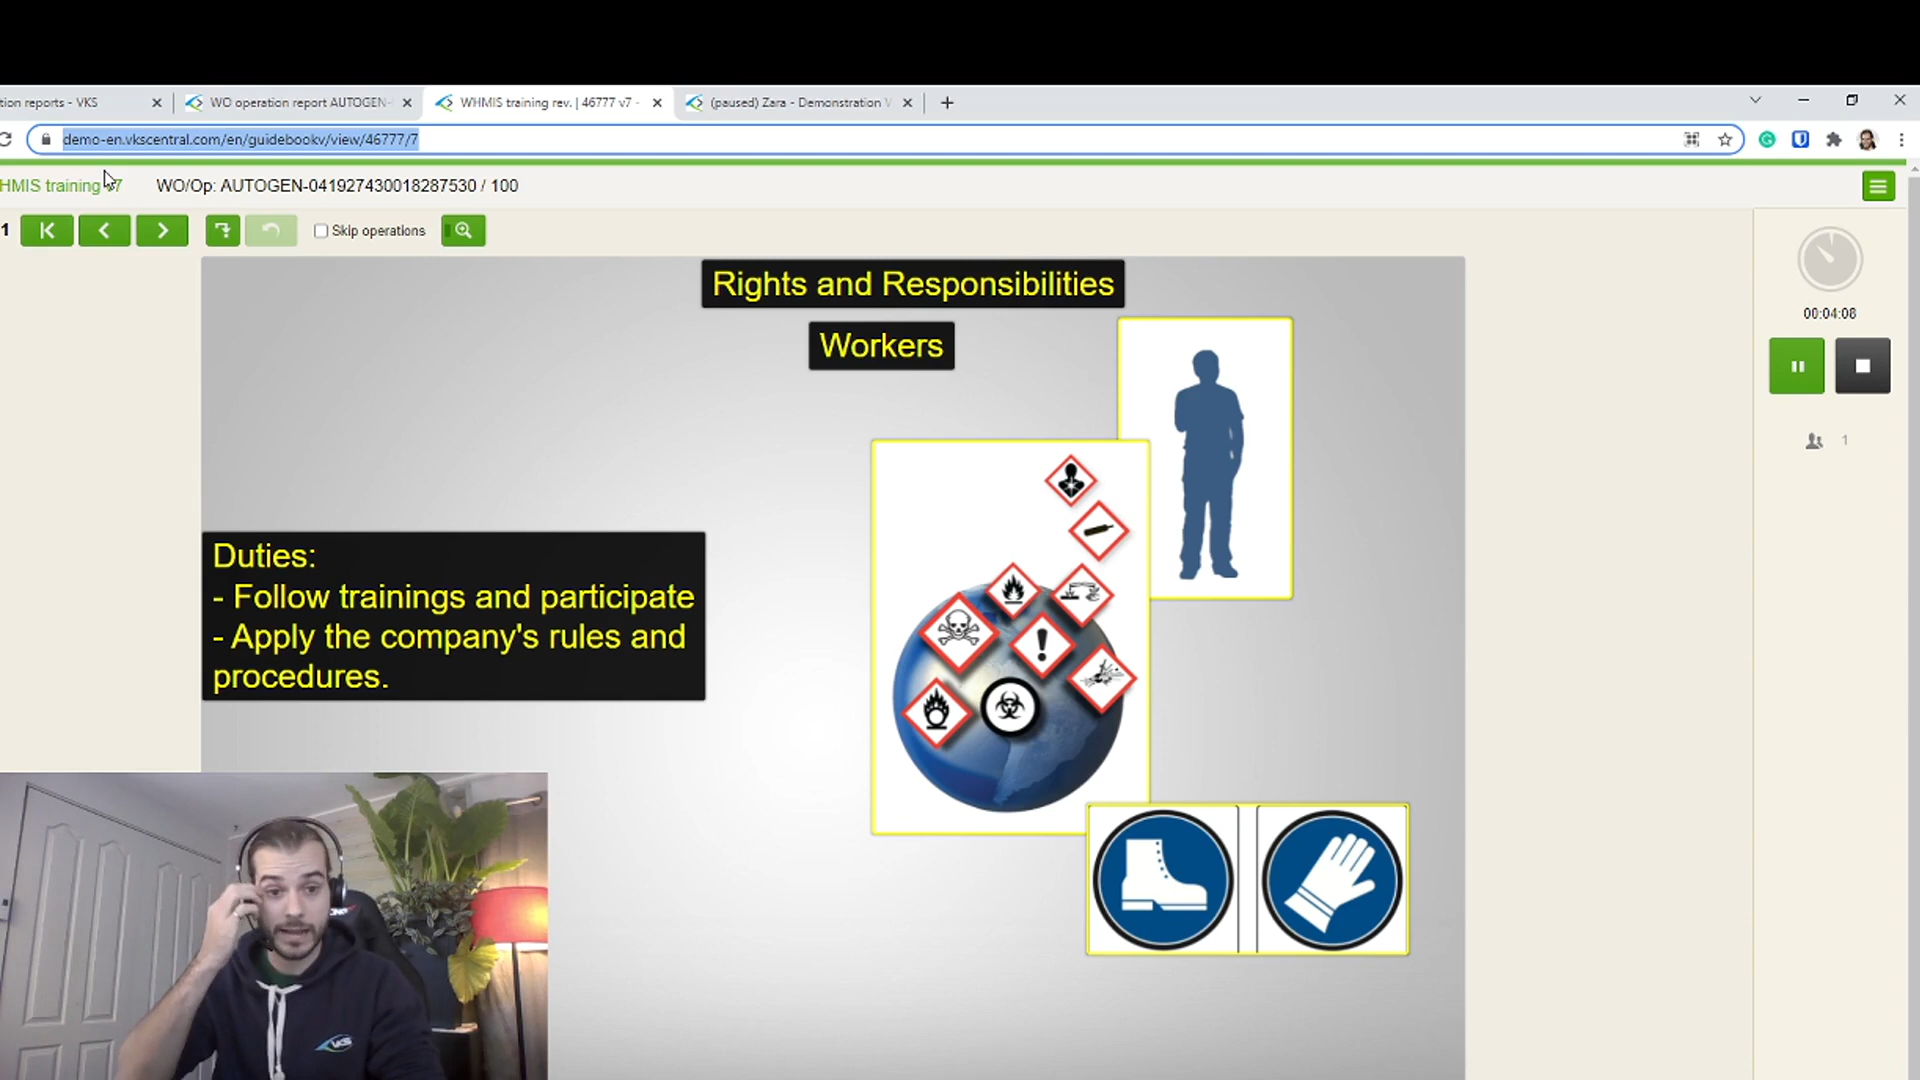 tion reports - VKS
WO operation report AUTOGEN-
WHMIS training rev. | 46777 v7 -
(paused) Zara - Demonstration V
demo-en.vkscentral.com/en/guidebookv/view/46777/7
HMIS training v7
WO/Op: AUTOGEN-041927430018287530 / 100
1
Skip operations
Rights and Responsibilities
Workers
00:04:08
1
Duties:
- Follow trainings and participate
- Apply the company's rules and
procedures.
VKS